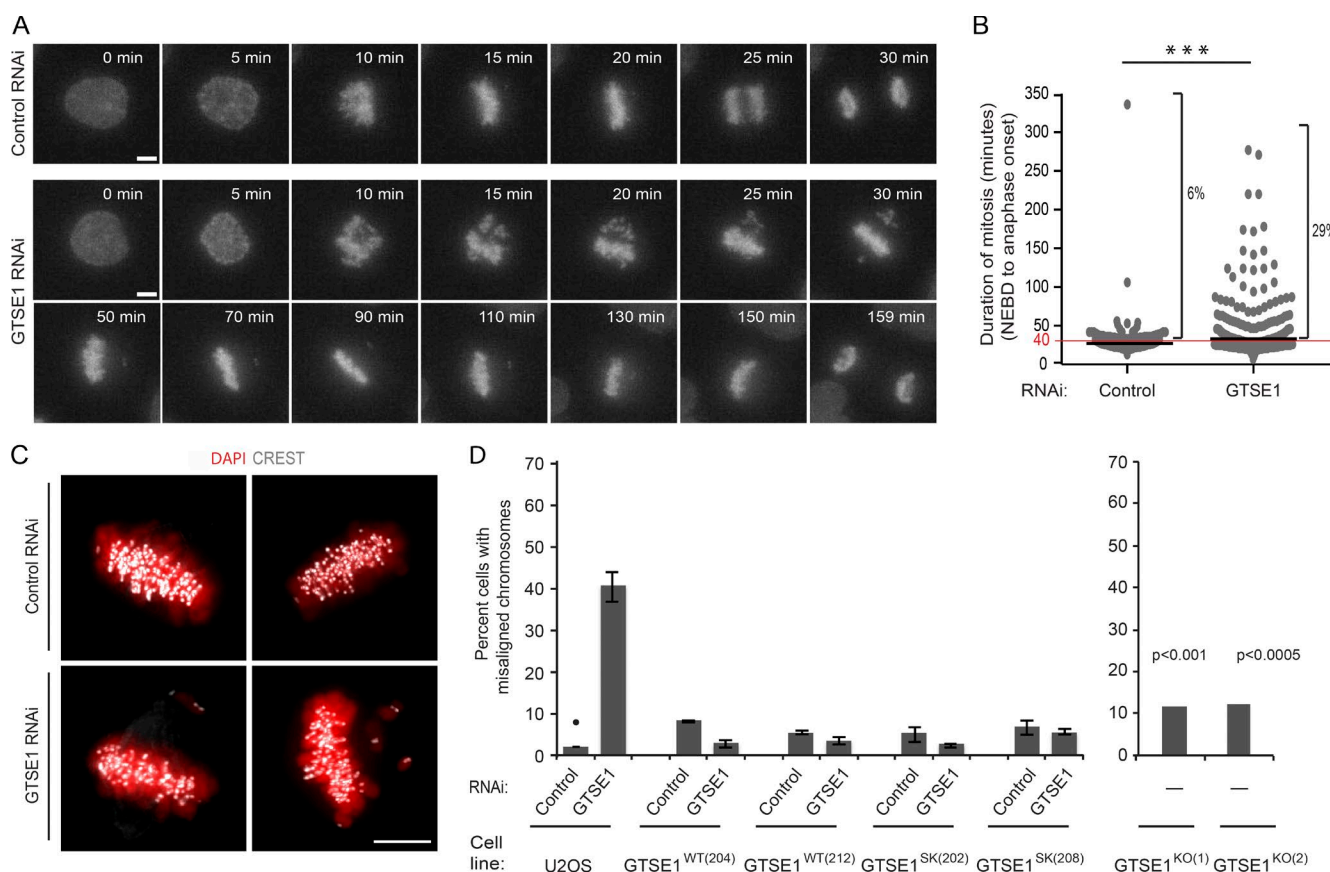 A
Control RNAi
0 min 5 min 10 min 15 min 20 min 25 min 30 min
GTSE1 RNAi
0 min 5 min 10 min 15 min 20 min 25 min 30 min
50 min 70 min 90 min 110 min 130 min 150 min 159 min
B
***
Duration of mitosis (minutes)
(NEBD to anaphase onset)
350
300
250
200
150
100
50
40
0
6%
29%
RNAi: Control GTSE1
C
DAPI CREST
Control RNAi
GTSE1 RNAi
D
Percent cells with
misaligned chromosomes
70
60
50
40
30
20
10
0
RNAi: Control GTSE1 Control GTSE1 Control GTSE1 Control GTSE1 Control GTSE1
Cell
line: U2OS GTSE1WT(204) GTSE1WT(212) GTSE1SK(202) GTSE1SK(208)
70
60
50
40
30
20
10
0
p<0.001 p<0.0005
— —
GTSE1KO(1) GTSE1KO(2)